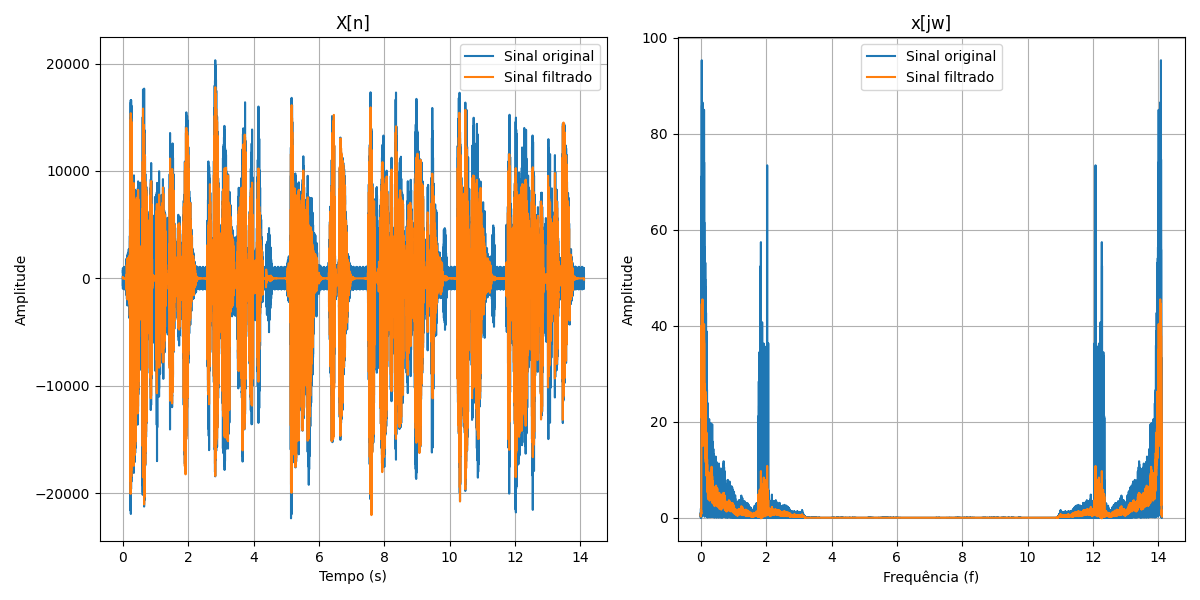 X[n]
Sinal original
Sinal filtrado
20000
10000
0
−10000
−20000
Amplitude
0 2 4 6 8 10 12 14
Tempo (s)
x[jw]
Sinal original
Sinal filtrado
100
80
60
40
20
0
Amplitude
0 2 4 6 8 10 12 14
Frequência (f)